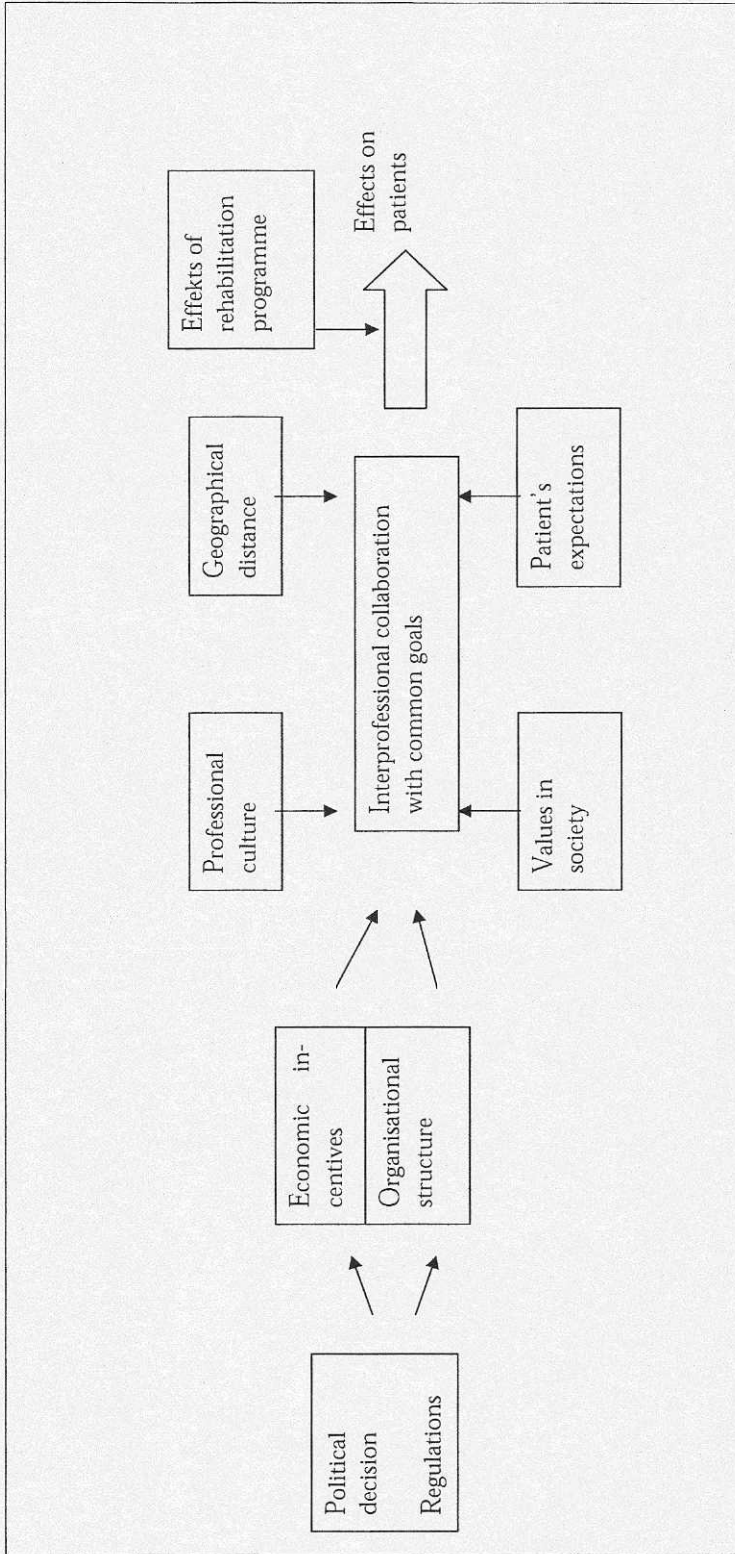 Political
decision
Regulations
Economic in-
centives
Organisational
structure
Professional
culture
Geographical
distance
Interprofessional collaboration
with common goals
Values in
society
Patient's
expectations
Effekts of
rehabilitation
programme
Effects on
patients